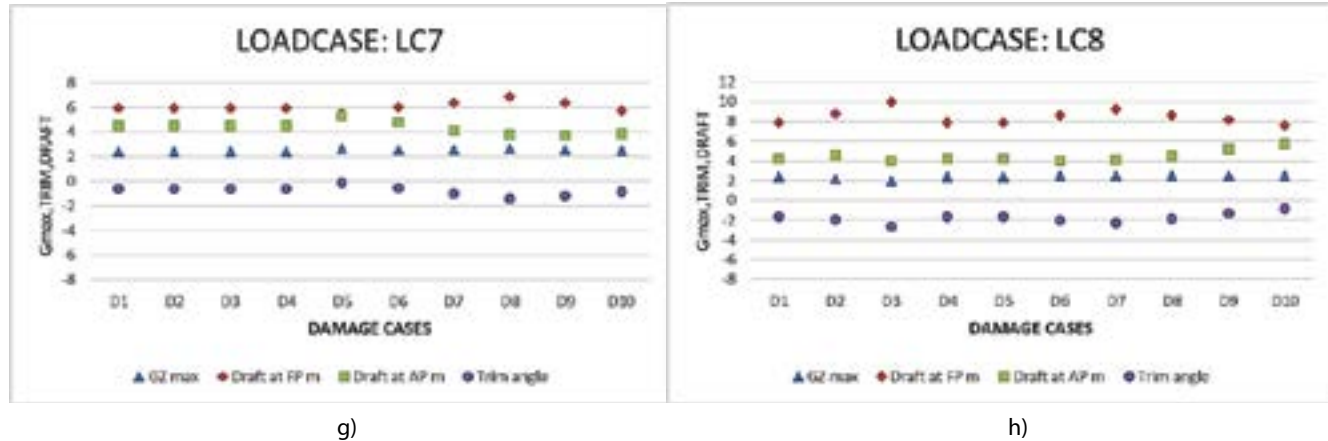 LOADCASE: LC7
8
6
4
2
0
-2
-4
-6
-8
Gmax,TRIM,DRAFT
D1 D2 D3 D4 D5 D6 D7 D8 D9 D10
DAMAGE CASES
GZ max Draft at FP m Draft at AP m Trim angle
g)
LOADCASE: LC8
12
10
8
6
4
2
0
-2
-4
-6
-8
Gmax,TRIM,DRAFT
D1 D2 D3 D4 D5 D6 D7 D8 D9 D10
DAMAGE CASES
GZ max Draft at FP m Draft at AP m Trim angle
h)